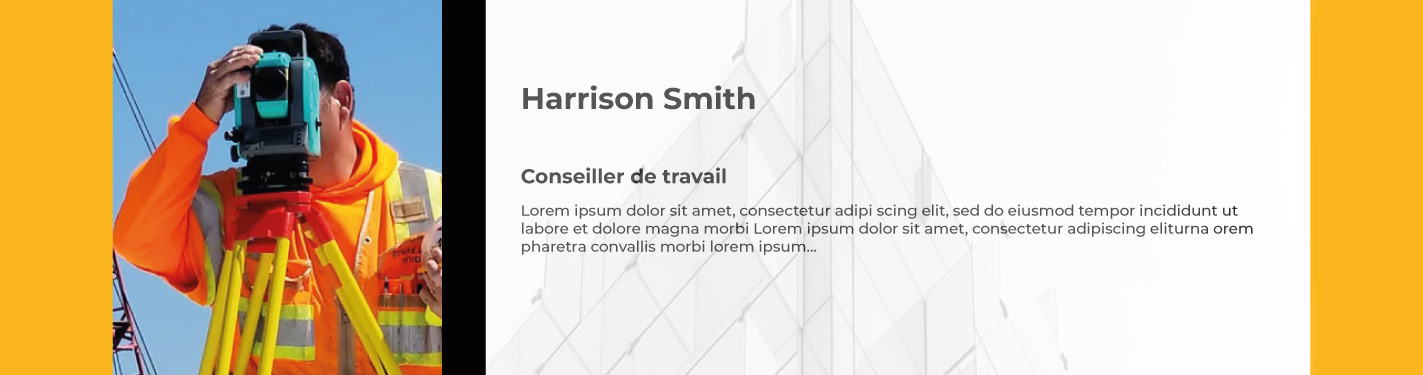 Harrison Smith
Conseiller de travail
Lorem ipsum dolor sit amet, consectetur adipi scing elit, sed do eiusmod tempor incididunt ut
labore et dolore magna morbi Lorem ipsum dolor sit amet, consectetur adipiscing eliturna orem
pharetra convallis morbi lorem ipsum...